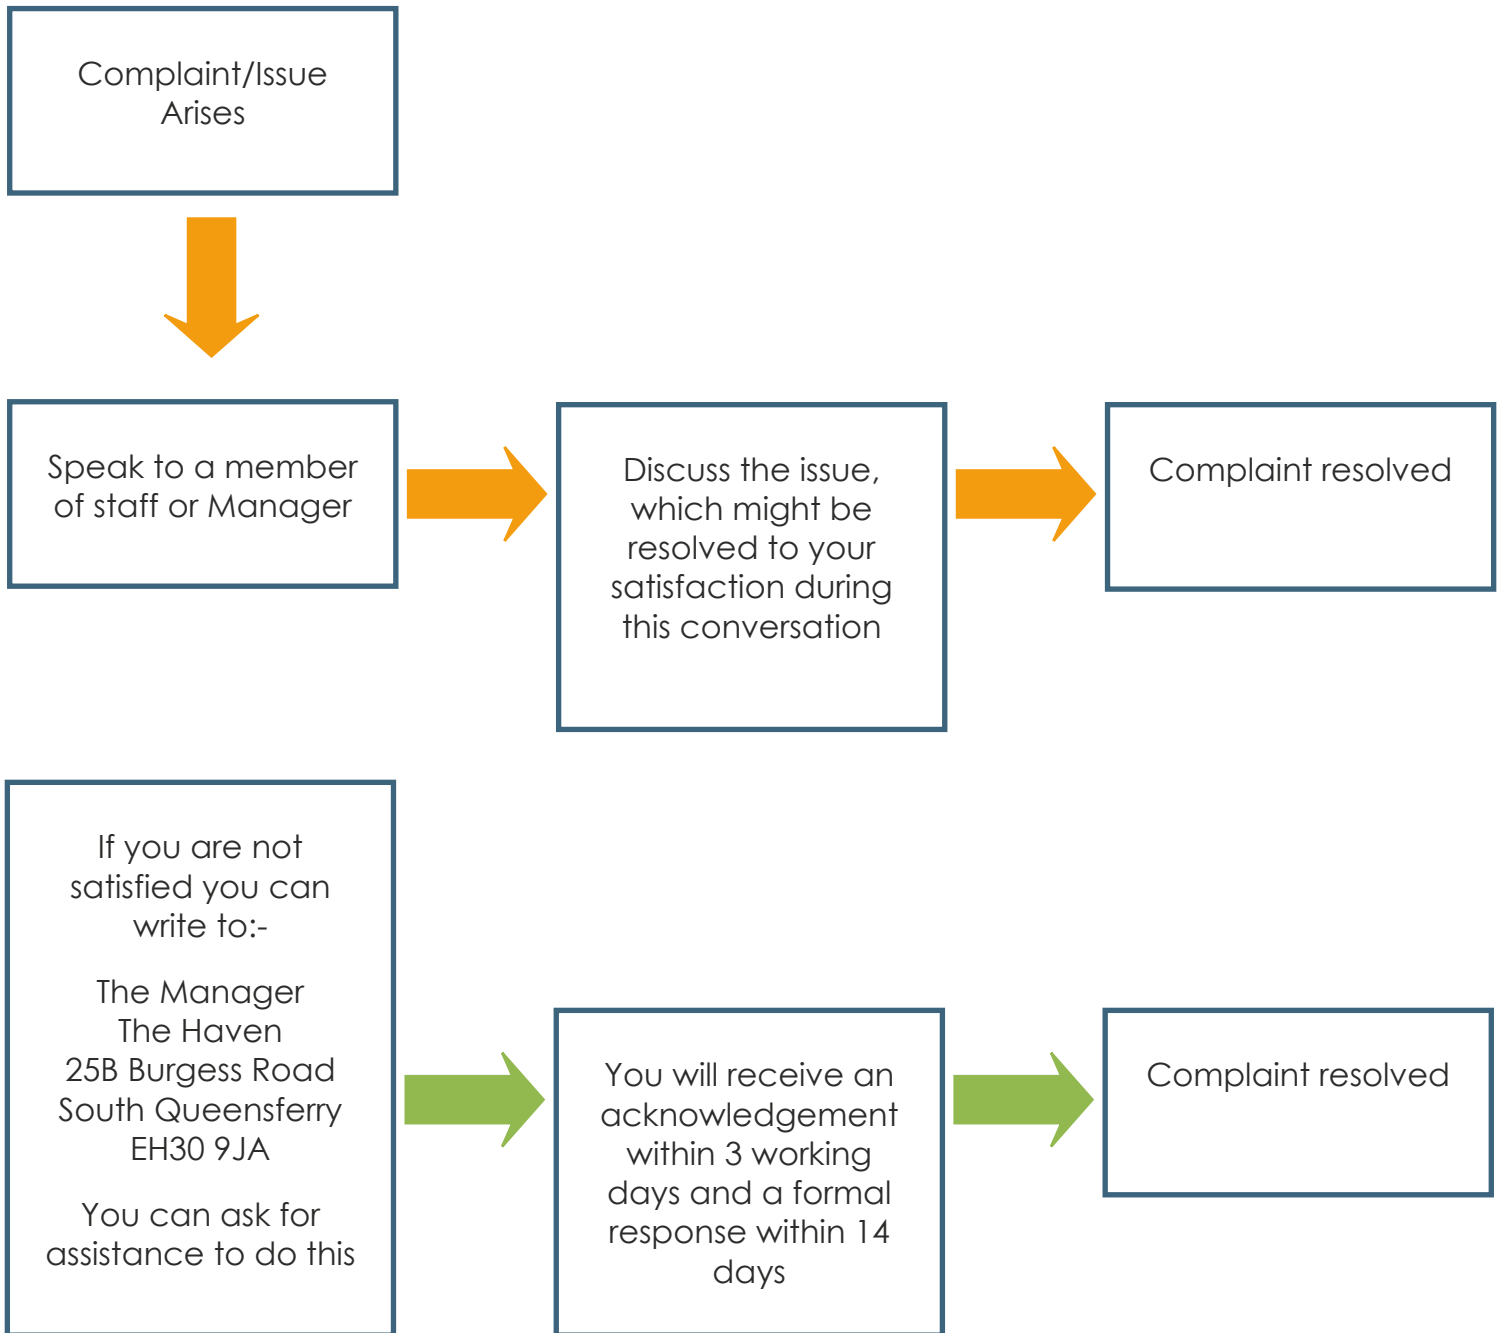 Complaint/Issue
Arises
Speak to a member
of staff or Manager
Discuss the issue,
which might be
resolved to your
satisfaction during
this conversation
Complaint resolved
If you are not
satisfied you can
write to:-
The Manager
The Haven
25B Burgess Road
South Queensferry
EH30 9JA
You can ask for
assistance to do this
You will receive an
acknowledgement
within 3 working
days and a formal
response within 14
days
Complaint resolved